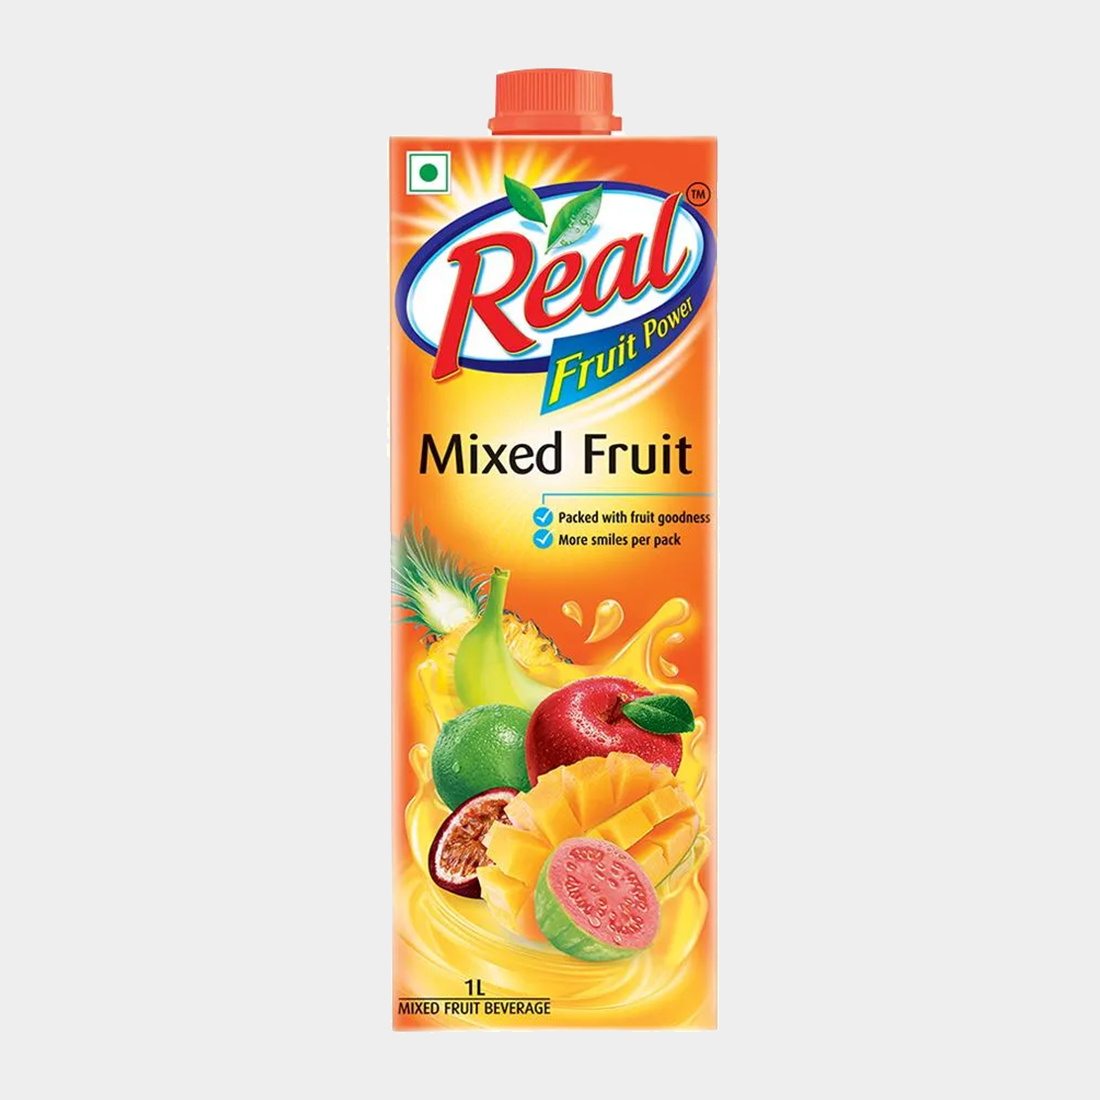 Real
TM
Fruit Power
Mixed Fruit
Packed with fruit goodness
More smiles per pack
1L
MIXED FRUIT BEVERAGE